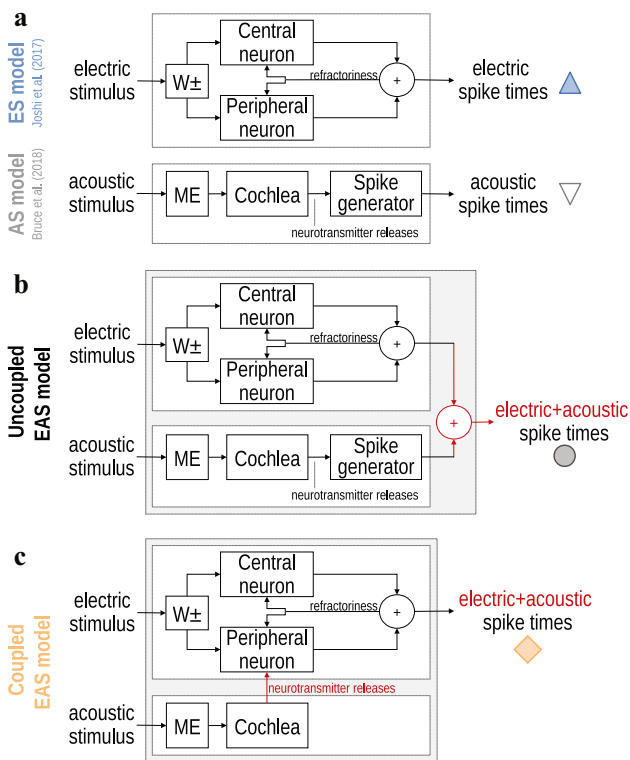 a
ES model
Joshi et al. (2017)
electric
stimulus
W±
Central
neuron
Peripheral
neuron
refractoriness
+
electric
spike times
AS model
Bruce et al. (2018)
acoustic
stimulus
ME
Cochlea
Spike
generator
neurotransmitter releases
acoustic
spike times
b
Uncoupled
EAS model
electric
stimulus
W±
Central
neuron
Peripheral
neuron
refractoriness
+
acoustic
stimulus
ME
Cochlea
Spike
generator
neurotransmitter releases
+
electric+acoustic
spike times
c
Coupled
EAS model
electric
stimulus
W±
Central
neuron
Peripheral
neuron
refractoriness
+
electric+acoustic
spike times
neurotransmitter releases
acoustic
stimulus
ME
Cochlea